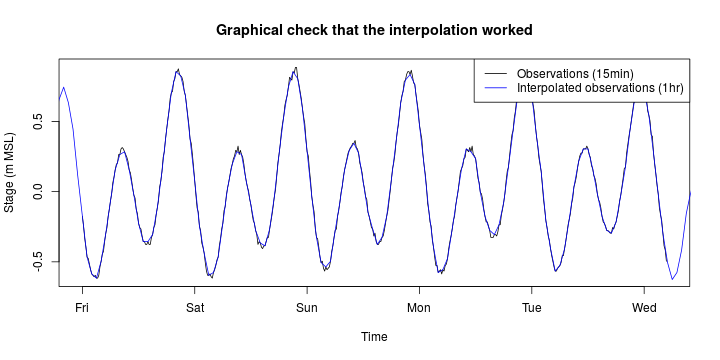 Graphical check that the interpolation worked
Observations (15min)
Interpolated observations (1hr)
Stage (m MSL)
0.5
0.0
-0.5
Fri
Sat
Sun
Mon
Tue
Wed
Time